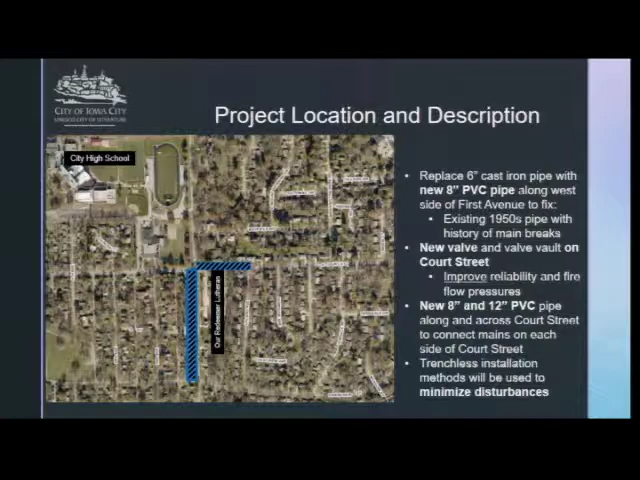 CITY OF IOWA CITY
UNESCO CITY OF LITERATURE
Project Location and Description
City High School
Our Redeemer Lutheran
• Replace 6" cast iron pipe with
new 8" PVC pipe along west
side of First Avenue to fix:
• Existing 1950s pipe with
history of main breaks
• New valve and valve vault on
Court Street
• Improve reliability and fire
flow pressures
• New 8" and 12" PVC pipe
along and across Court Street
to connect mains on each
side of Court Street
• Trenchless installation
methods will be used to
minimize disturbances